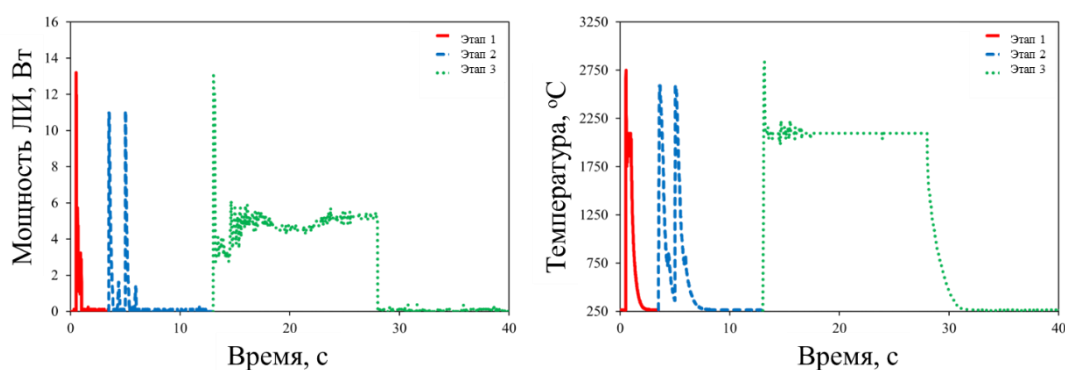 Мощность ЛИ, Вт
16
14
12
10
8
6
4
2
0
0
10
20
30
40
Время, с
Этап 1
Этап 2
Этап 3
Температура, °С
3250
2750
2250
1750
1250
750
250
0
10
20
30
40
Время, с
Этап 1
Этап 2
Этап 3